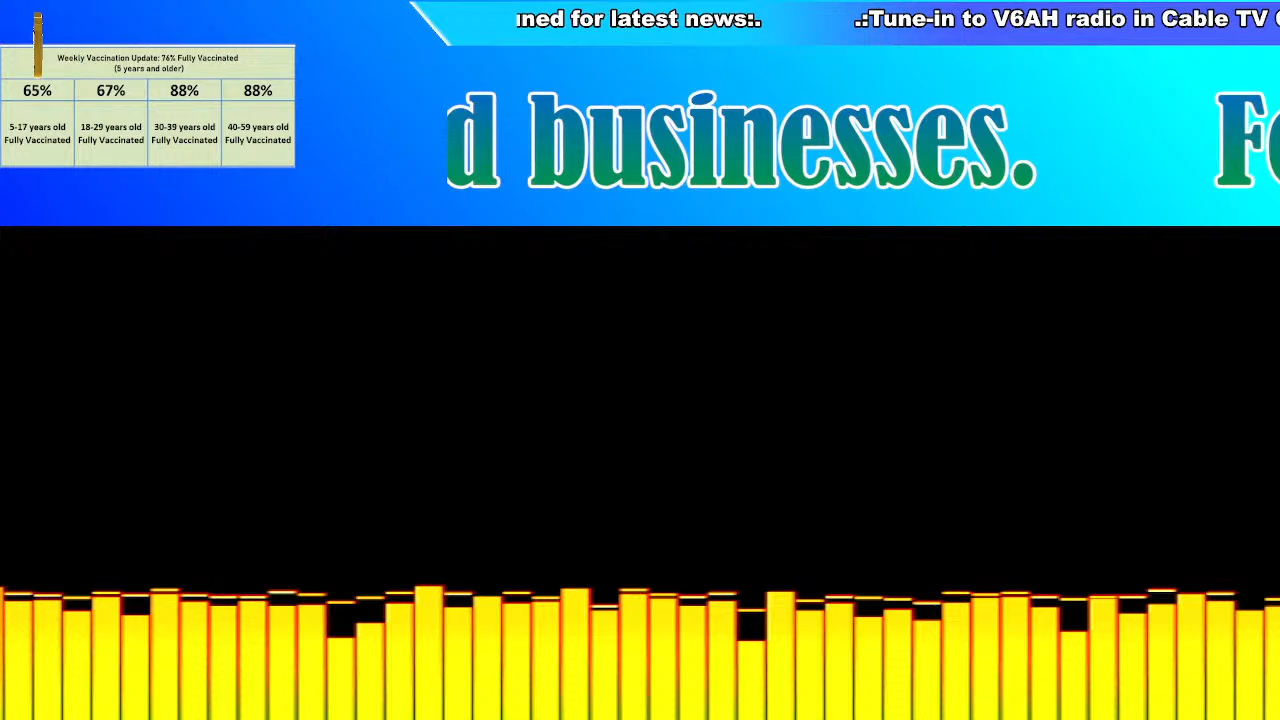 ned for latest news:.
.:Tune-in to V6AH radio in Cable TV
Weekly Vaccination Update: 76% Fully Vaccinated
(5 years and older)
65% 67% 88% 88%
5-17 years old 18-29 years old 30-39 years old 40-59 years old
Fully Vaccinated Fully Vaccinated Fully Vaccinated Fully Vaccinated
d businesses.